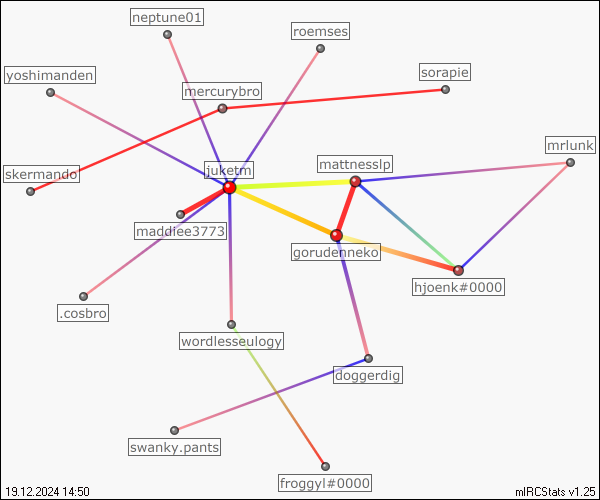 neptune01
roemses
yoshimanden
sorapie
mercurybro
mrlunk
mattnesslp
juketm
skermando
maddiee3773
gorudenneko
hjoenk#0000
.cosbro
wordlesseulogy
doggerdig
swanky.pants
froggyl#0000
19.12.2024 14:50
mIRCStats v1.25